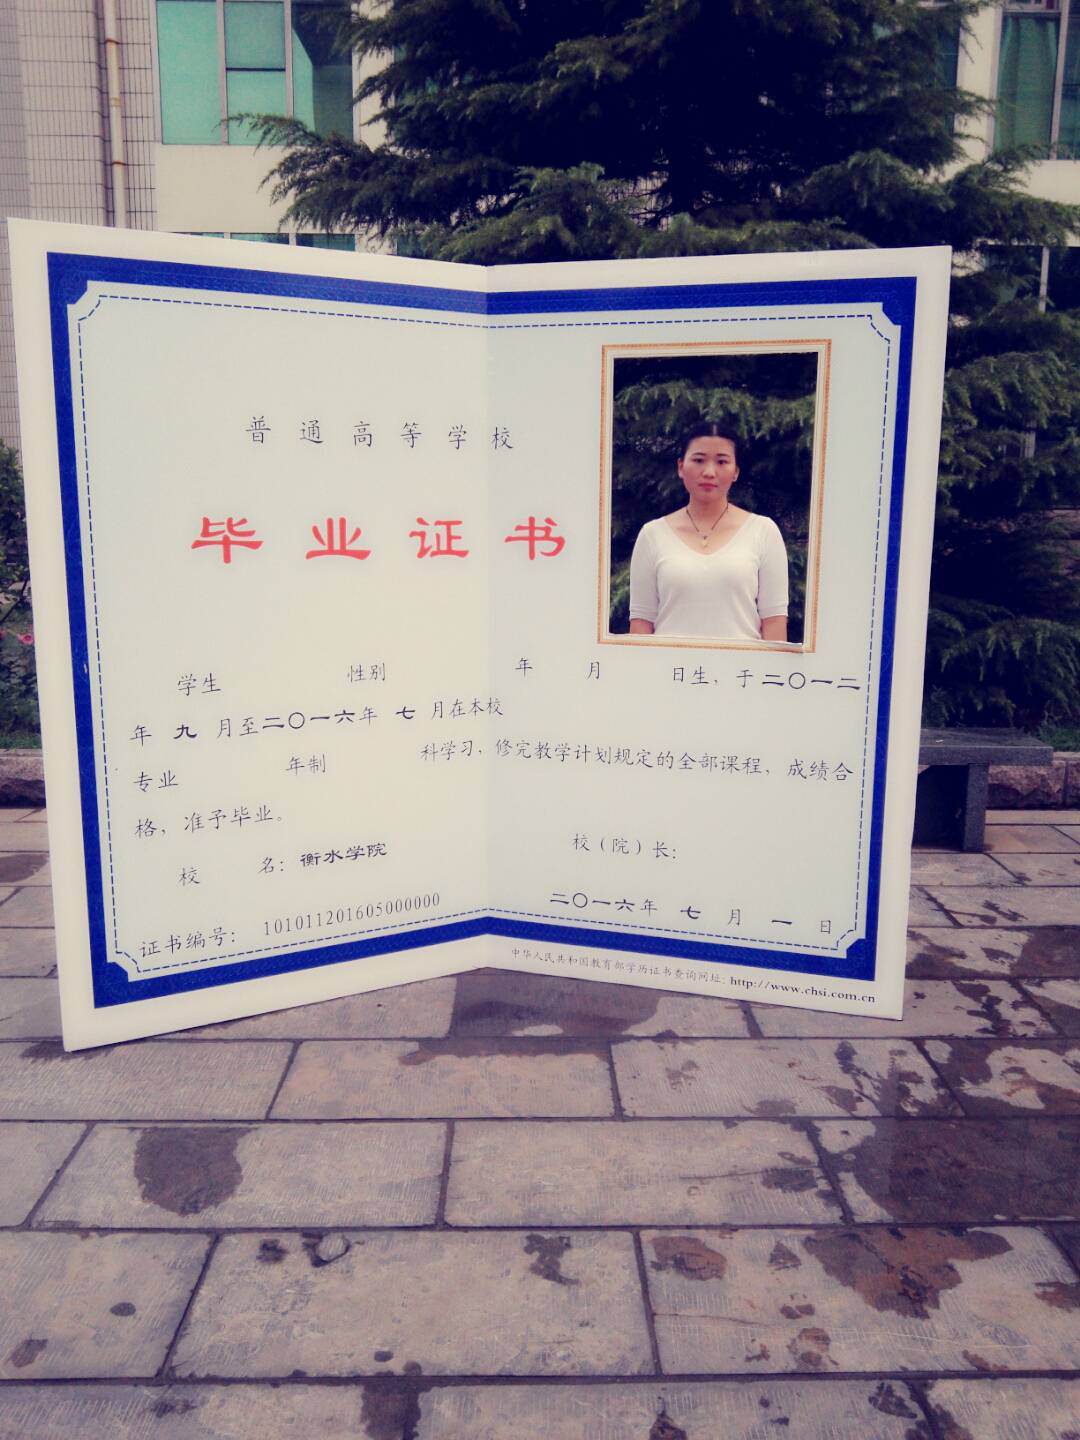 普通高等学校
毕业证书
学生 性别 年 月 日生，于二〇一二
年 九 月至二〇一六年 七 月在本校
专业 年制 科学习，修完教学计划规定的全部课程，成绩合
格，准予毕业。
校 名：衡水学院 校（院）长：
二〇一六年 七 月 一 日
证书编号： 101011201605000000
中华人民共和国教育部学历证书查询网址：http://www.chsi.com.cn